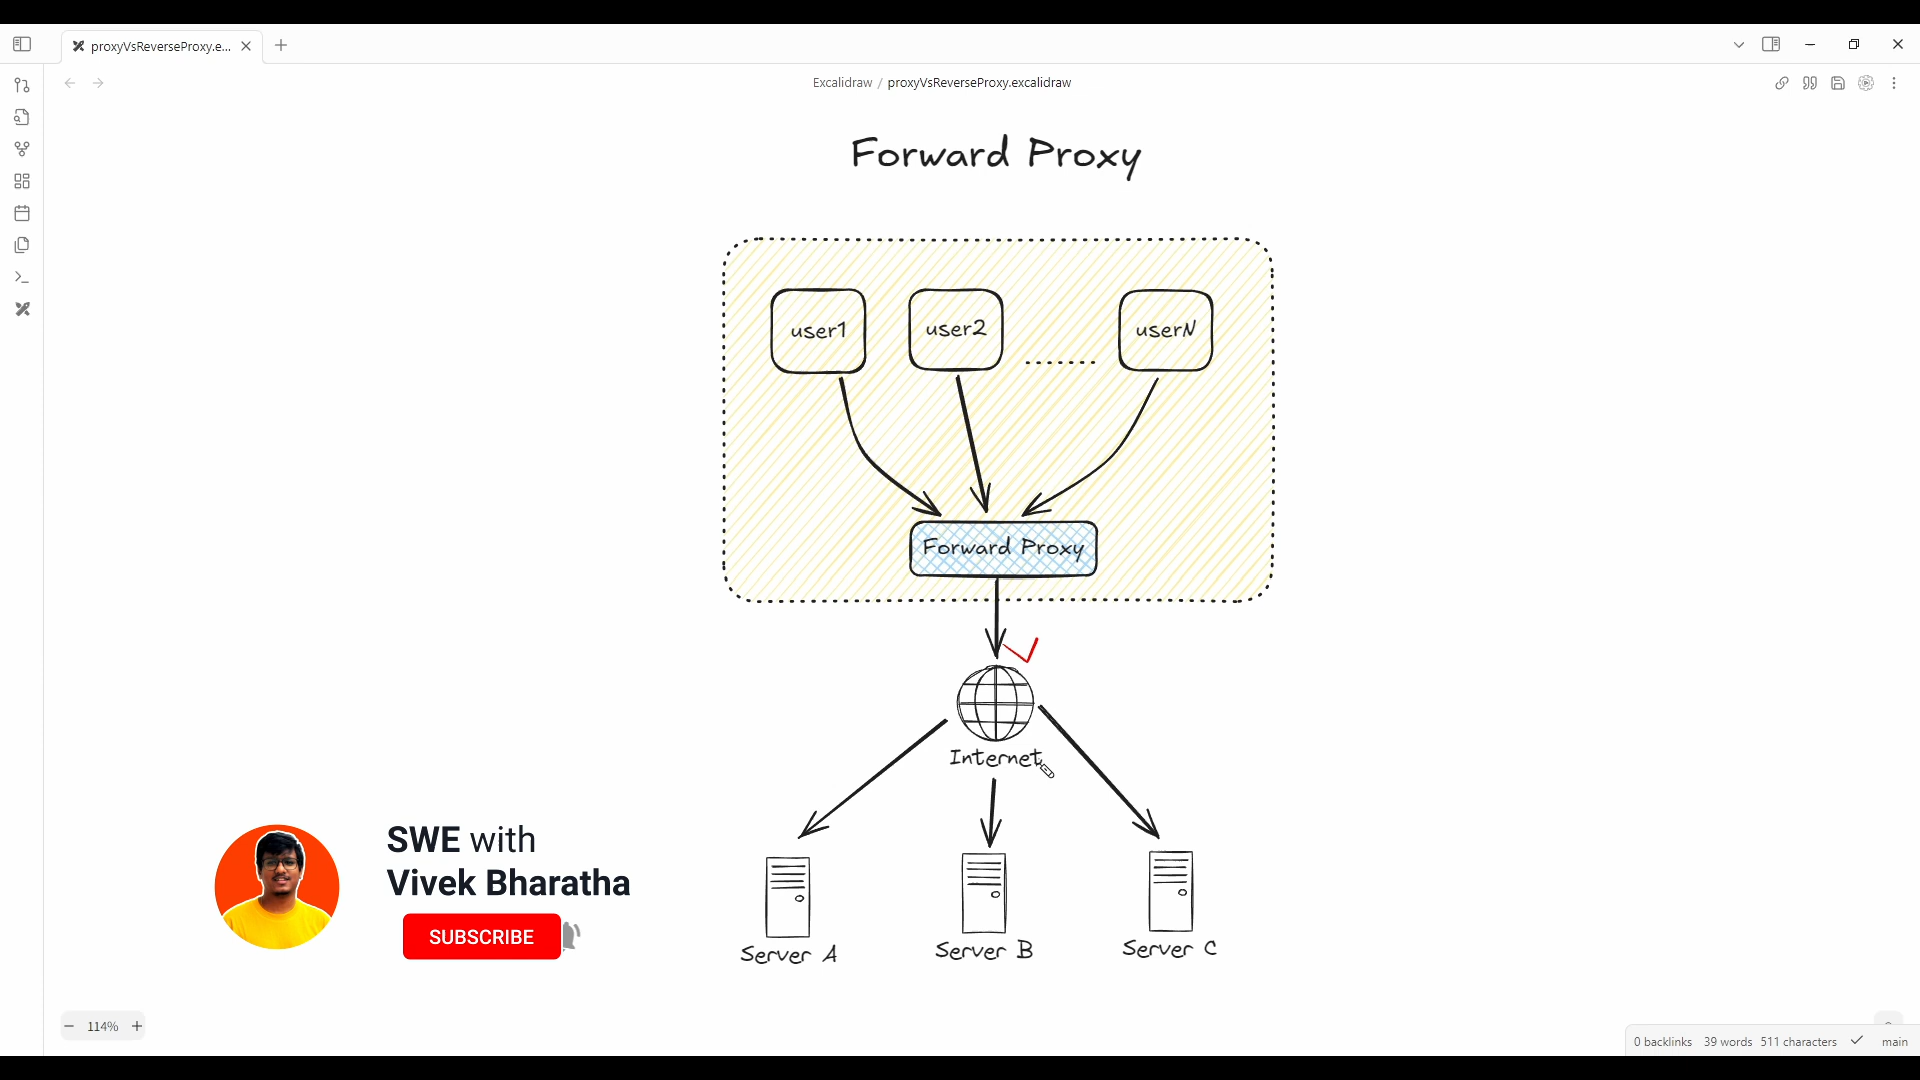 proxyVsReverseProxy.e...
Excalidraw / proxyVsReverseProxy.excalidraw
Forward Proxy
user1
user2
userN
Forward Proxy
Internet
Server A
Server B
Server C
SWE with
Vivek Bharatha
SUBSCRIBE
114%
0 backlinks 39 words 511 characters main